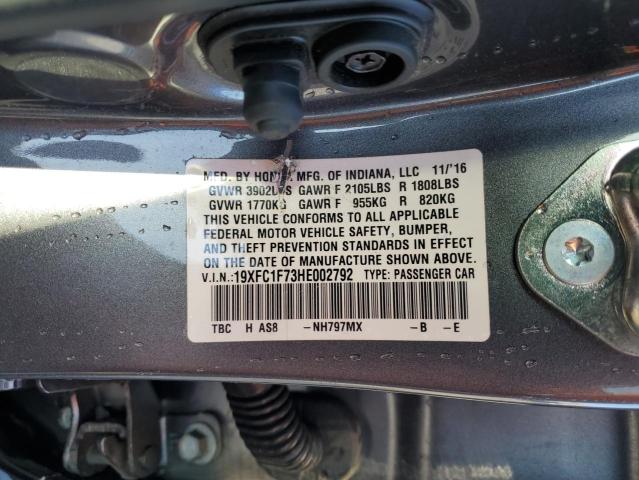 MFD. BY HONDA MFG. OF INDIANA, LLC 11/'16
GVWR 3902LBS GAWR F 2105LBS R 1808LBS
GVWR 1770KG GAWR F 955KG R 820KG
THIS VEHICLE CONFORMS TO ALL APPLICABLE
FEDERAL MOTOR VEHICLE SAFETY, BUMPER,
AND THEFT PREVENTION STANDARDS IN EFFECT
ON THE DATE OF MANUFACTURE SHOWN ABOVE.
V.I.N.: 19XFC1F73HE002792 TYPE: PASSENGER CAR
TBC H AS8 -NH797MX -B -E